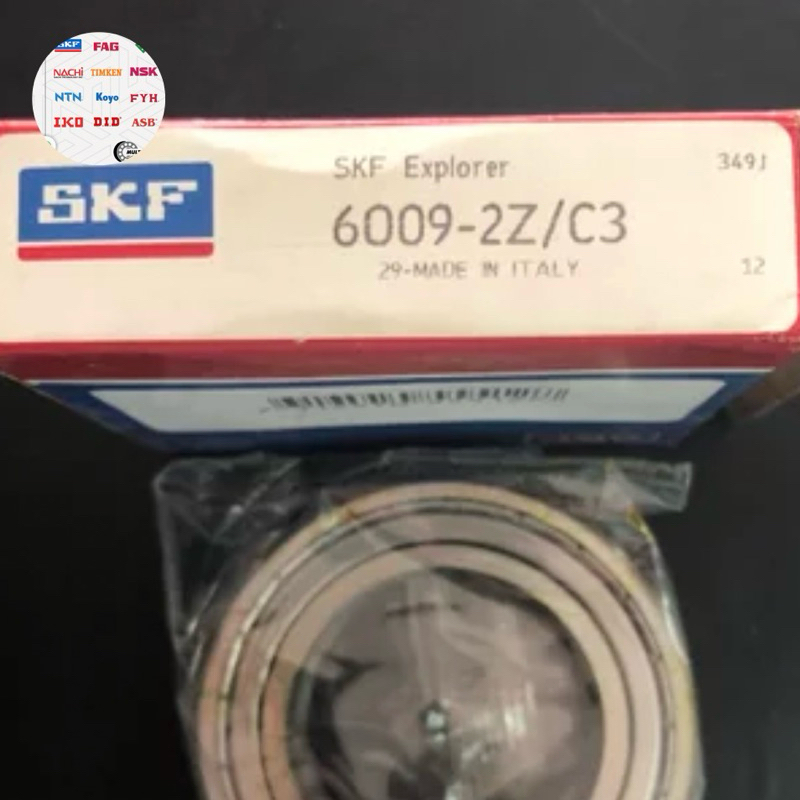 SKF FAG
NACHI TIMKEN NSK
NTN Koyo FYH
IKO DID ASB
SKF
SKF Explorer
349J
6009-2Z/C3
29-MADE IN ITALY
12